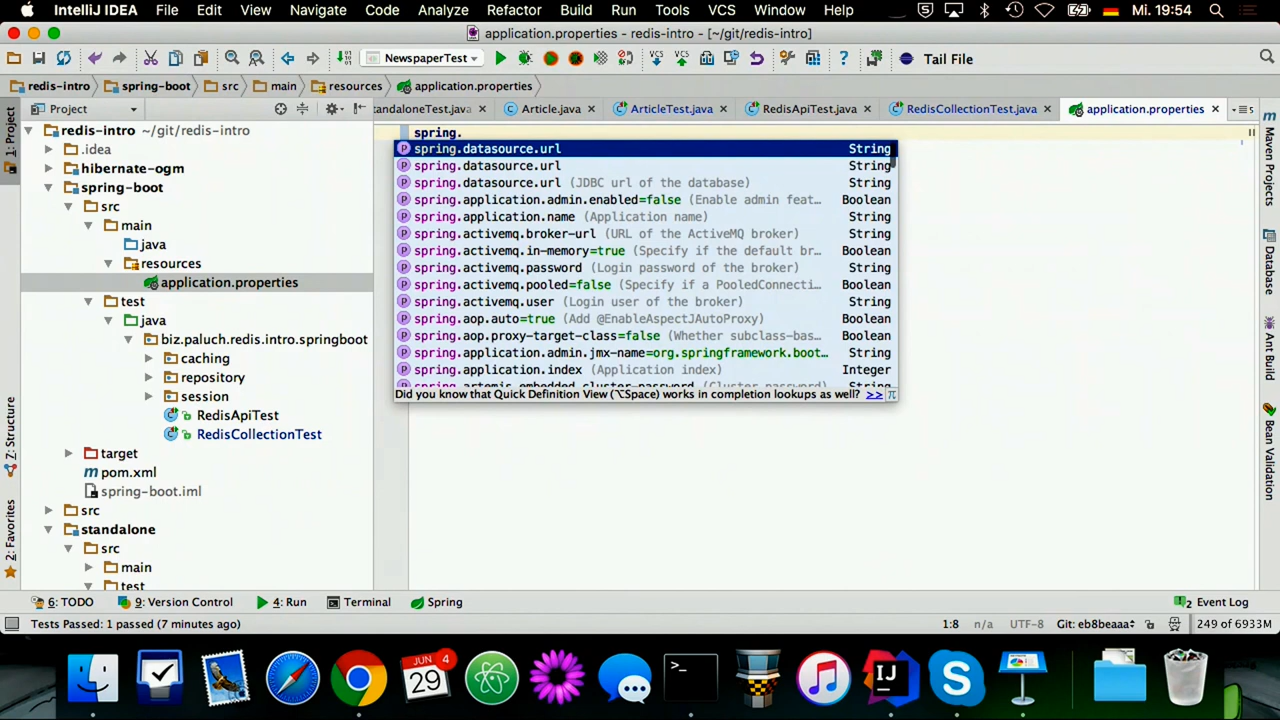 IntelliJ IDEA File Edit View Navigate Code Analyze Refactor Build Run Tools VCS Window Help Mi. 19:54
application.properties - redis-intro - [~/git/redis-intro]
NewspaperTest Tail File
redis-intro spring-boot src main resources application.properties
1: Project
Project
tandaloneTest.java Article.java ArticleTest.java RedisApiTest.java RedisCollectionTest.java application.properties
redis-intro ~/git/redis-intro
.idea
hibernate-ogm
spring-boot
src
main
java
resources
application.properties
test
java
biz.paluch.redis.intro.springboot
caching
repository
session
RedisApiTest
RedisCollectionTest
target
pom.xml
spring-boot.iml
src
standalone
src
main
test
spring.
spring.datasource.url String
spring.datasource.url String
spring.datasource.url (JDBC url of the database) String
spring.application.admin.enabled=false (Enable admin feat... Boolean
spring.application.name (Application name) String
spring.activemq.broker-url (URL of the ActiveMQ broker) String
spring.activemq.in-memory=true (Specify if the default br... Boolean
spring.activemq.password (Login password of the broker) String
spring.activemq.pooled=false (Specify if a PooledConnecti... Boolean
spring.activemq.user (Login user of the broker) String
spring.aop.auto=true (Add @EnableAspectJAutoProxy) Boolean
spring.aop.proxy-target-class=false (Whether subclass-bas... Boolean
spring.application.admin.jmx-name=org.springframework.boot... String
spring.application.index (Application index) Integer
spring.artemis.embedded.cluster-password (Cluster password) String
Did you know that Quick Definition View (⌥Space) works in completion lookups as well? >> π
Maven Projects
Database
Ant Build
Bean Validation
Z: Structure
2: Favorites
6: TODO 9: Version Control 4: Run Terminal Spring 2 Event Log
Tests Passed: 1 passed (7 minutes ago) 1:8 n/a UTF-8 Git: eb8beaaa 249 of 6933M
JUN 4
29
>_
IJ
S